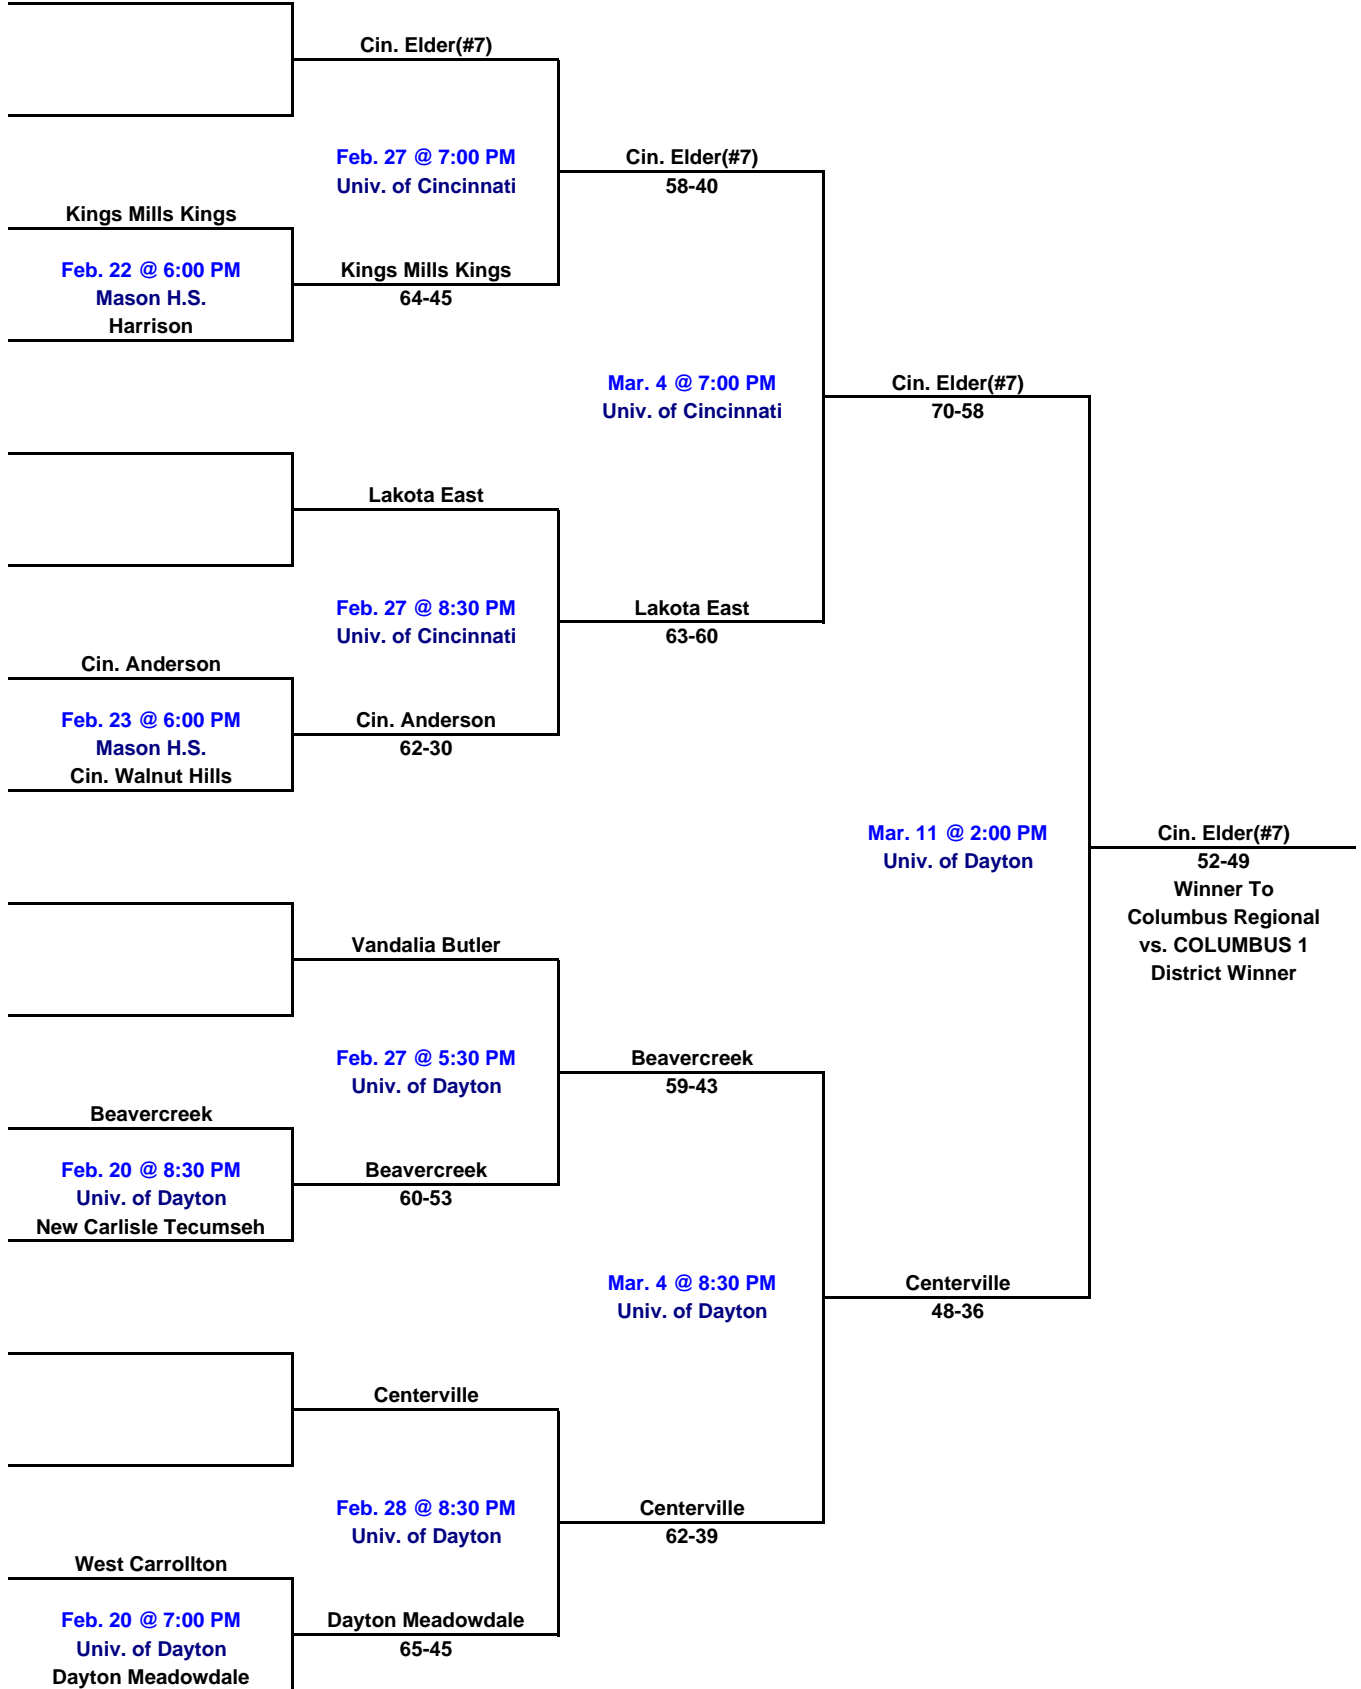 Cin. Elder(#7)
Feb. 27 @ 7:00 PM
Univ. of Cincinnati
Cin. Elder(#7)
58-40
Kings Mills Kings
Feb. 22 @ 6:00 PM
Mason H.S.
Harrison
Kings Mills Kings
64-45
Mar. 4 @ 7:00 PM
Univ. of Cincinnati
Cin. Elder(#7)
70-58
Lakota East
Feb. 27 @ 8:30 PM
Univ. of Cincinnati
Lakota East
63-60
Cin. Anderson
Feb. 23 @ 6:00 PM
Mason H.S.
Cin. Walnut Hills
Cin. Anderson
62-30
Mar. 11 @ 2:00 PM
Univ. of Dayton
Cin. Elder(#7)
52-49
Winner To
Columbus Regional
vs. COLUMBUS 1
District Winner
Vandalia Butler
Feb. 27 @ 5:30 PM
Univ. of Dayton
Beavercreek
59-43
Beavercreek
Feb. 20 @ 8:30 PM
Univ. of Dayton
New Carlisle Tecumseh
Beavercreek
60-53
Mar. 4 @ 8:30 PM
Univ. of Dayton
Centerville
48-36
Centerville
Feb. 28 @ 8:30 PM
Univ. of Dayton
Centerville
62-39
West Carrollton
Feb. 20 @ 7:00 PM
Univ. of Dayton
Dayton Meadowdale
Dayton Meadowdale
65-45